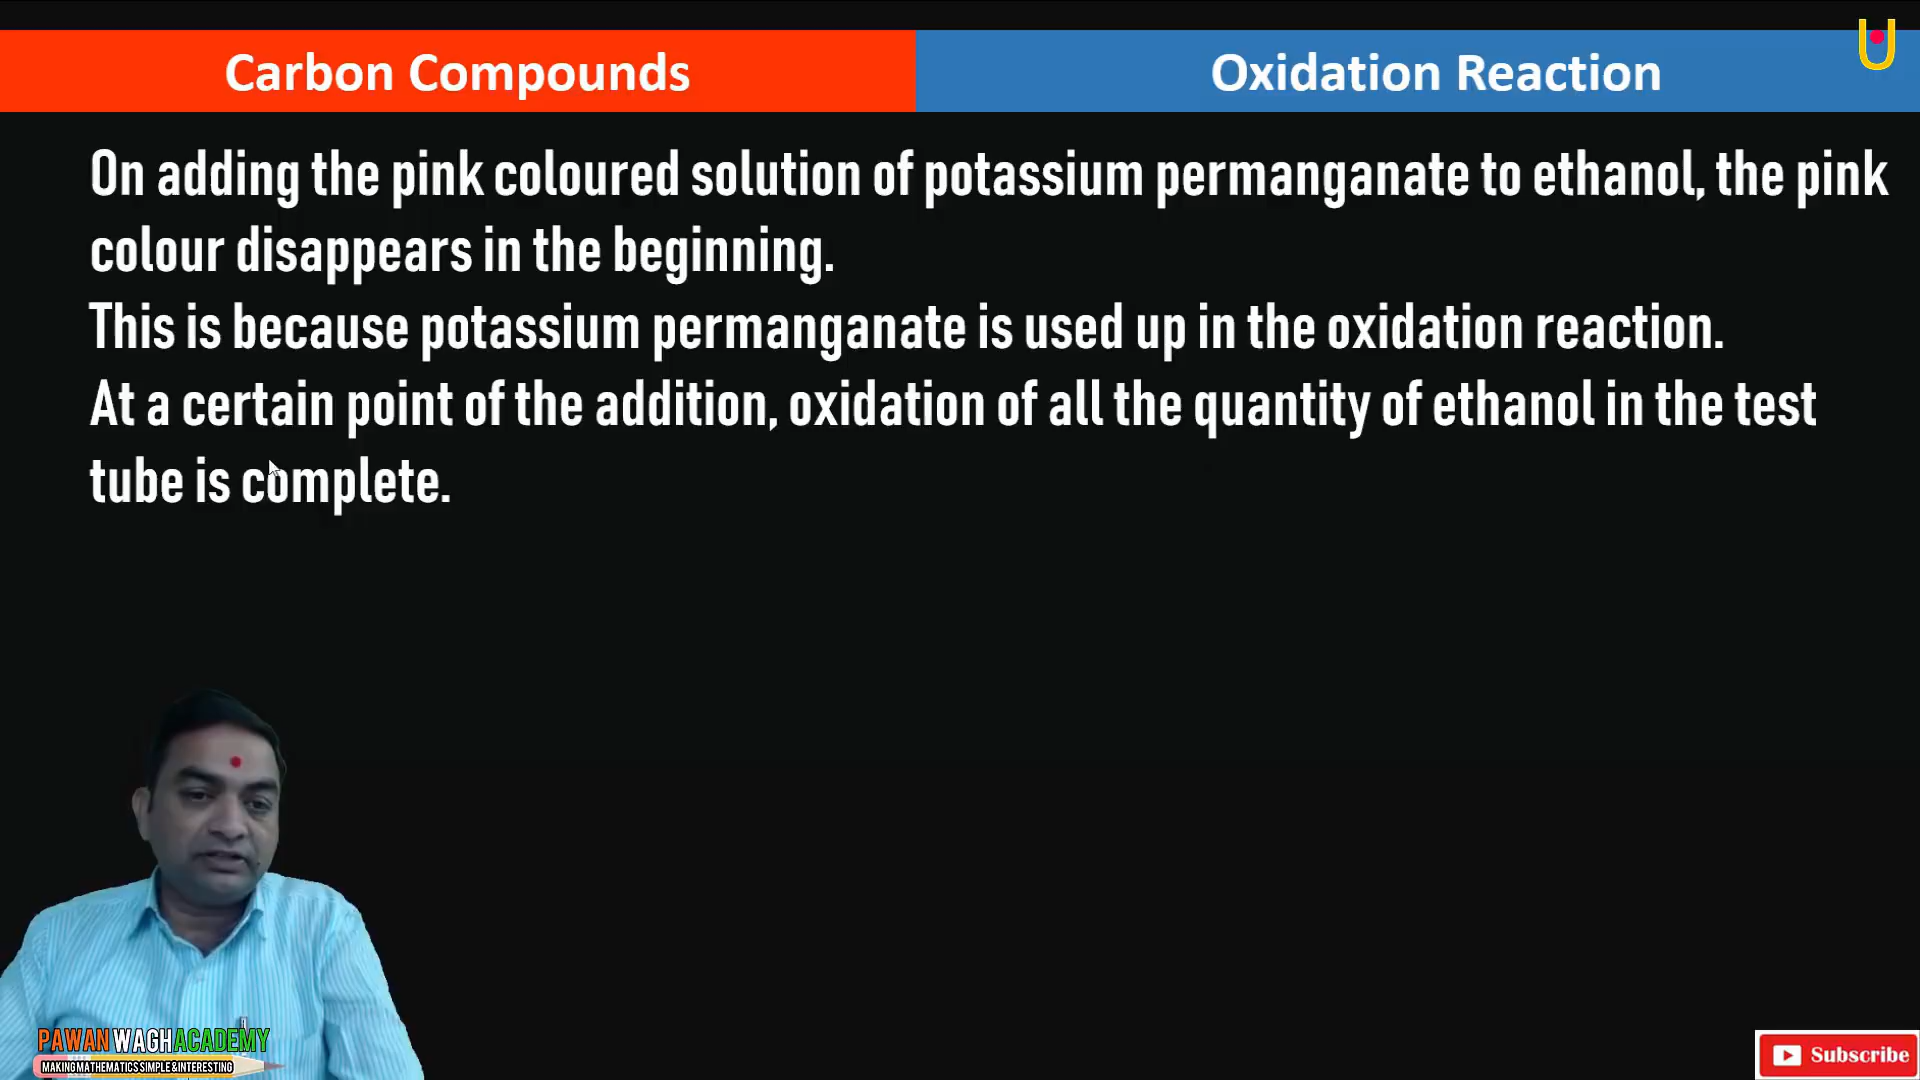 Carbon Compounds
Oxidation Reaction
On adding the pink coloured solution of potassium permanganate to ethanol, the pink
colour disappears in the beginning.
This is because potassium permanganate is used up in the oxidation reaction.
At a certain point of the addition, oxidation of all the quantity of ethanol in the test
tube is complete.
PAWAN WAGH ACADEMY
MAKING MATHEMATICS SIMPLE & INTERESTING
Subscribe